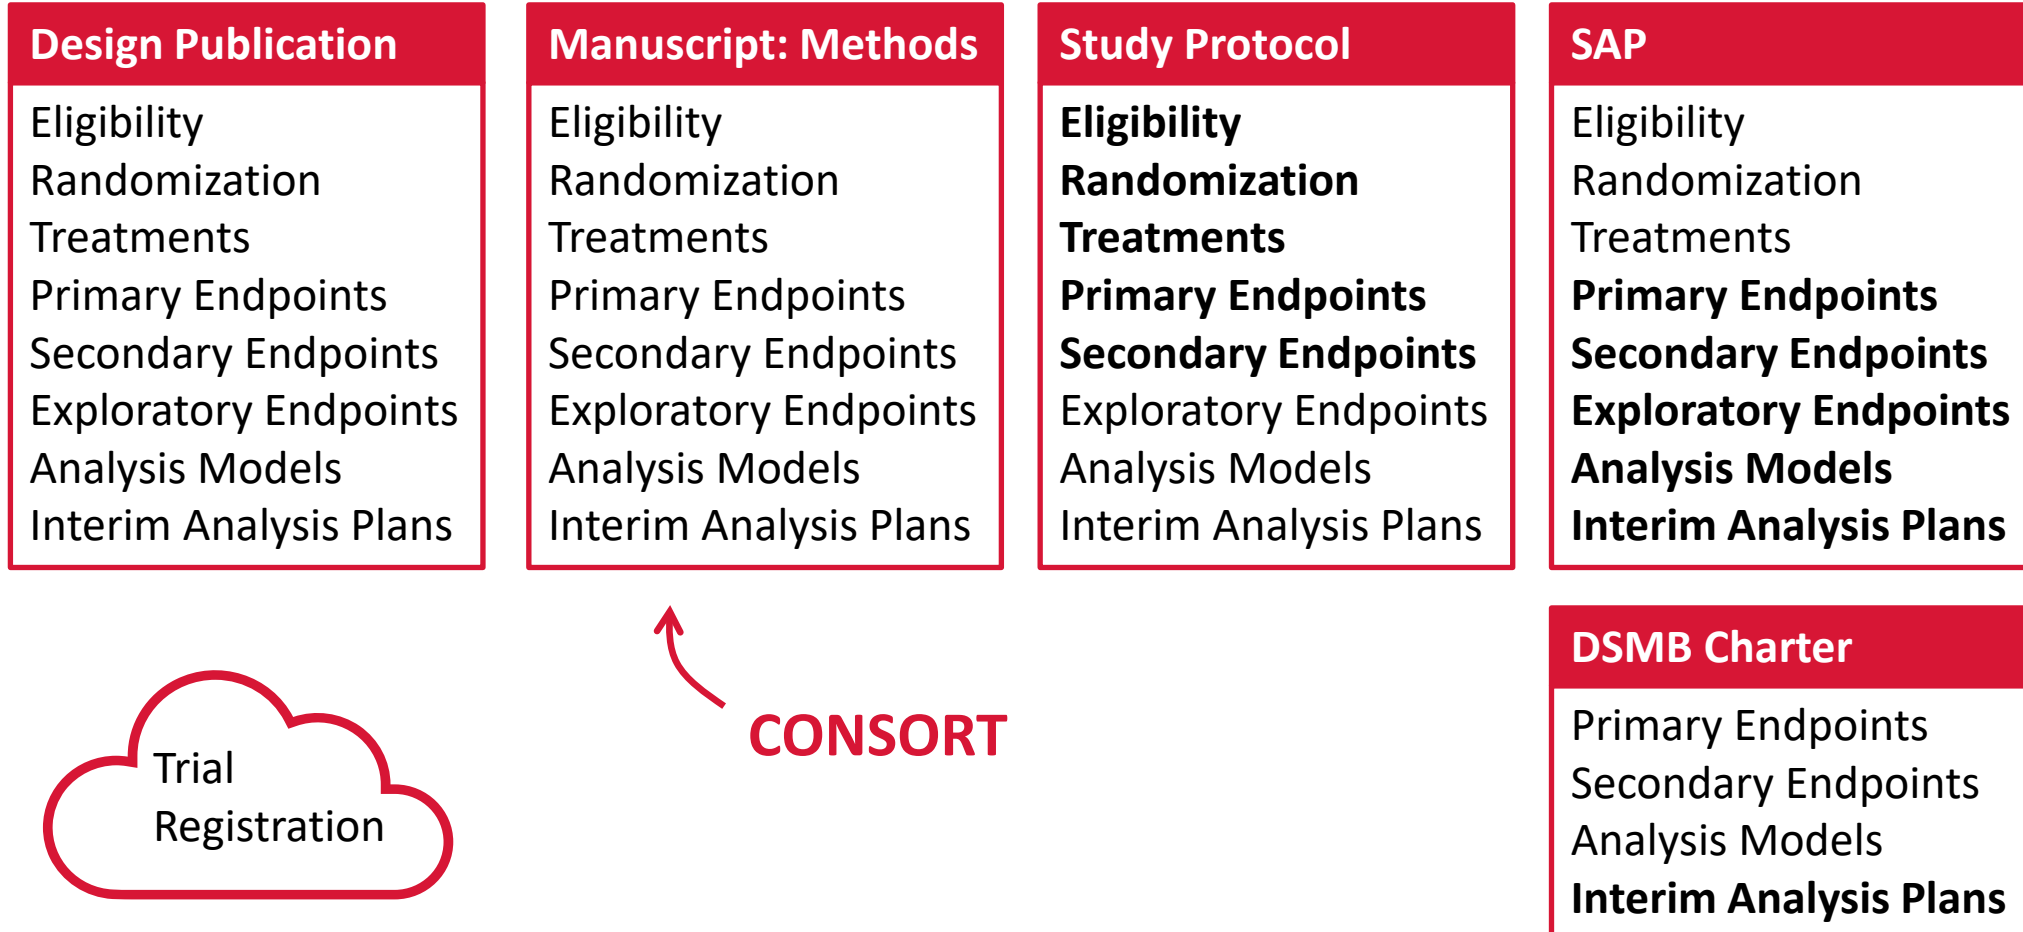 Design Publication
Eligibility
Randomization
Treatments
Primary Endpoints
Secondary Endpoints
Exploratory Endpoints
Analysis Models
Interim Analysis Plans
Manuscript: Methods
Eligibility
Randomization
Treatments
Primary Endpoints
Secondary Endpoints
Exploratory Endpoints
Analysis Models
Interim Analysis Plans
Study Protocol
Eligibility
Randomization
Treatments
Primary Endpoints
Secondary Endpoints
Exploratory Endpoints
Analysis Models
Interim Analysis Plans
SAP
Eligibility
Randomization
Treatments
Primary Endpoints
Secondary Endpoints
Exploratory Endpoints
Analysis Models
Interim Analysis Plans
Trial
Registration
CONSORT
DSMB Charter
Primary Endpoints
Secondary Endpoints
Analysis Models
Interim Analysis Plans